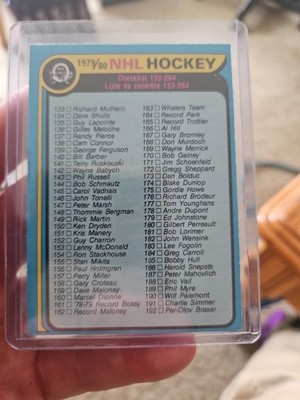 1979/80 NHL HOCKEY
O-Pee-Chee
Checklist 133-264
Liste de contrôle 133-264
133 Richard Mulhern
134 Dave Shultz
135 Guy Lapointe
136 Gilles Meloche
137 Randy Pierce
138 Cam Connor
139 George Ferguson
140 Bill Barber
141 Terry Ruskowski
142 Wayne Babych
143 Phil Russell
144 Bob Schmautz
145 Carol Vadnais
146 John Tonelli
147 Peter Marsh
148 Thommie Bergman
149 Rick Martin
150 Ken Dryden
151 Kris Manery
152 Guy Charron
153 Lanny McDonald
154 Ron Stackhouse
155 Stan Mikita
156 Paul Holmgren
157 Perry Miller
158 Gary Croteau
159 Dave Maloney
160 Marcel Dionne
161 '78-79 Record Bossy
162 Record Maloney
163 Whalers Team
164 Record Park
165 Record Trottier
166 Al Hill
167 Gary Bromley
168 Don Murdoch
169 Wayne Merrick
170 Bob Gainey
171 Jim Schoenfeld
172 Gregg Sheppard
173 Dan Bolduc
174 Blake Dunlop
175 Gordie Howe
176 Richard Brodeur
177 Tom Younghans
178 Andre Dupont
179 Ed Johnstone
180 Gilbert Perreault
181 Bob Lorimer
182 John Wensink
183 Lee Fogolin
184 Greg Carroll
185 Bobby Hull
186 Harold Snepsts
187 Peter Mahovlich
188 Eric Vail
189 Phil Myre
190 Wilf Paiement
191 Charlie Simmer
192 Per-Olov Brasar